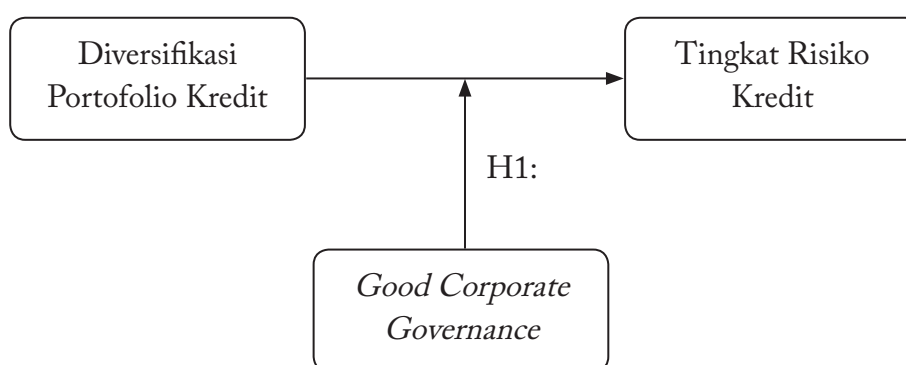 Diversifikasi
Portofolio Kredit
Tingkat Risiko
Kredit
H1:
Good Corporate
Governance